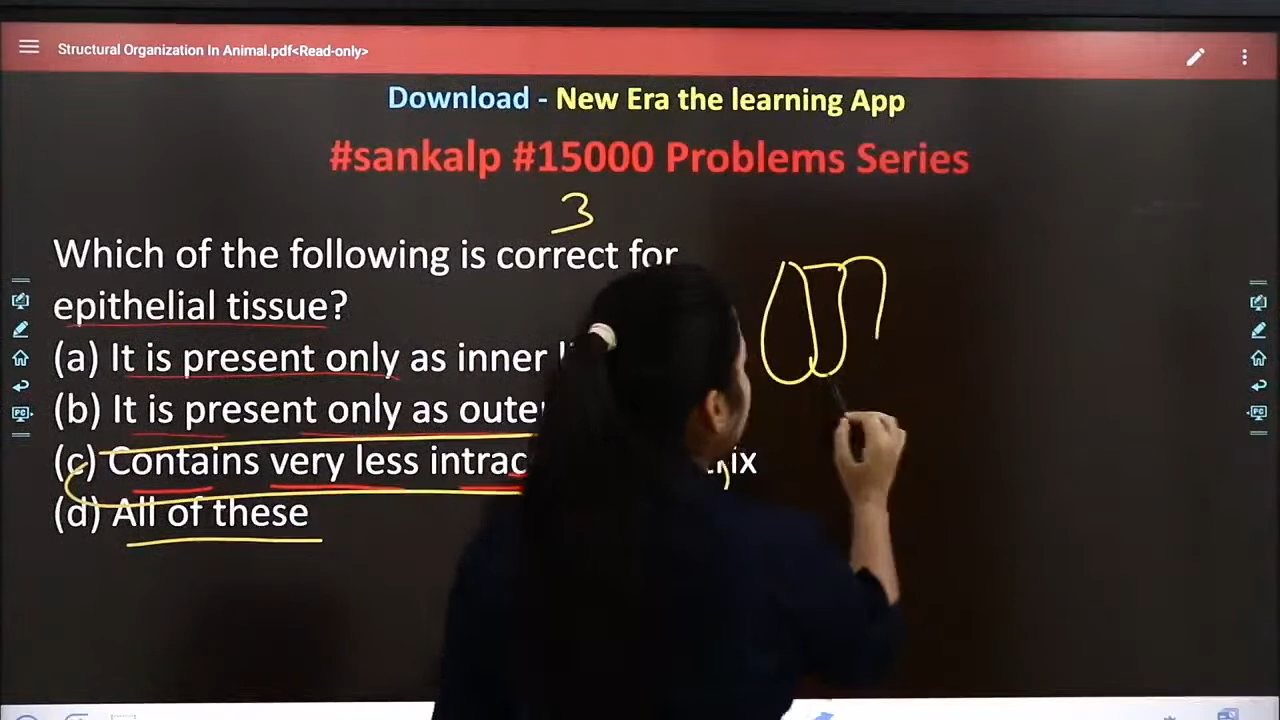 Structural Organization In Animal.pdf<Read-only>
Download - New Era the learning App
#sankalp #15000 Problems Series
3
Which of the following is correct for
epithelial tissue?
(a) It is present only as inner
(b) It is present only as
(c) Contains very less
(d) All of these